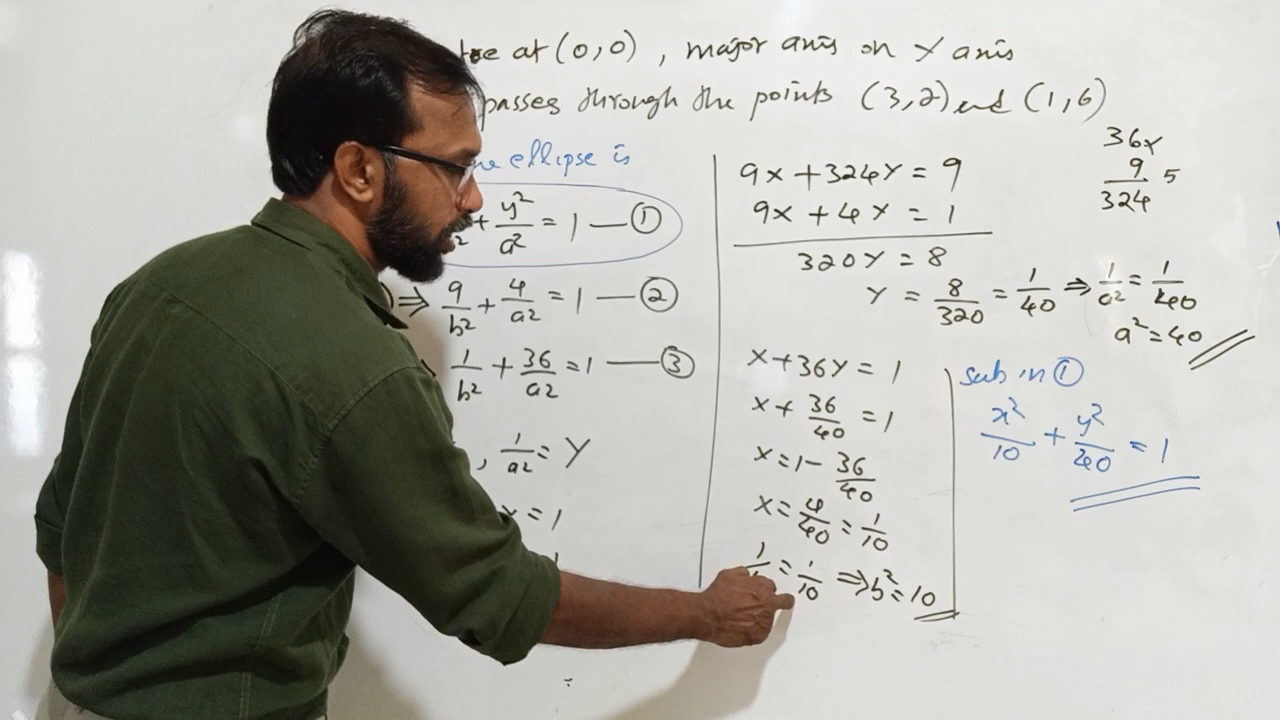 at (0,0) , major axis on Y axis
passes through the points (3,2) and (1,6)
ellipse is
+ y²/a² = 1 — ①
⇒ 9/b² + 4/a² = 1 — ②
1/b² + 36/a² = 1 — ③
, 1/a² = Y
= 1
9x + 324Y = 9
9x + 4Y = 1
320Y = 8
Y = 8/320 = 1/40 ⇒ 1/a² = 1/40
a² = 40
x + 36Y = 1
x + 36/40 = 1
x = 1 - 36/40
x = 4/40 = 1/10
1/ = 1/10 ⇒ b² = 10
36x
9
324 5
sub in ①
x²/10 + y²/40 = 1